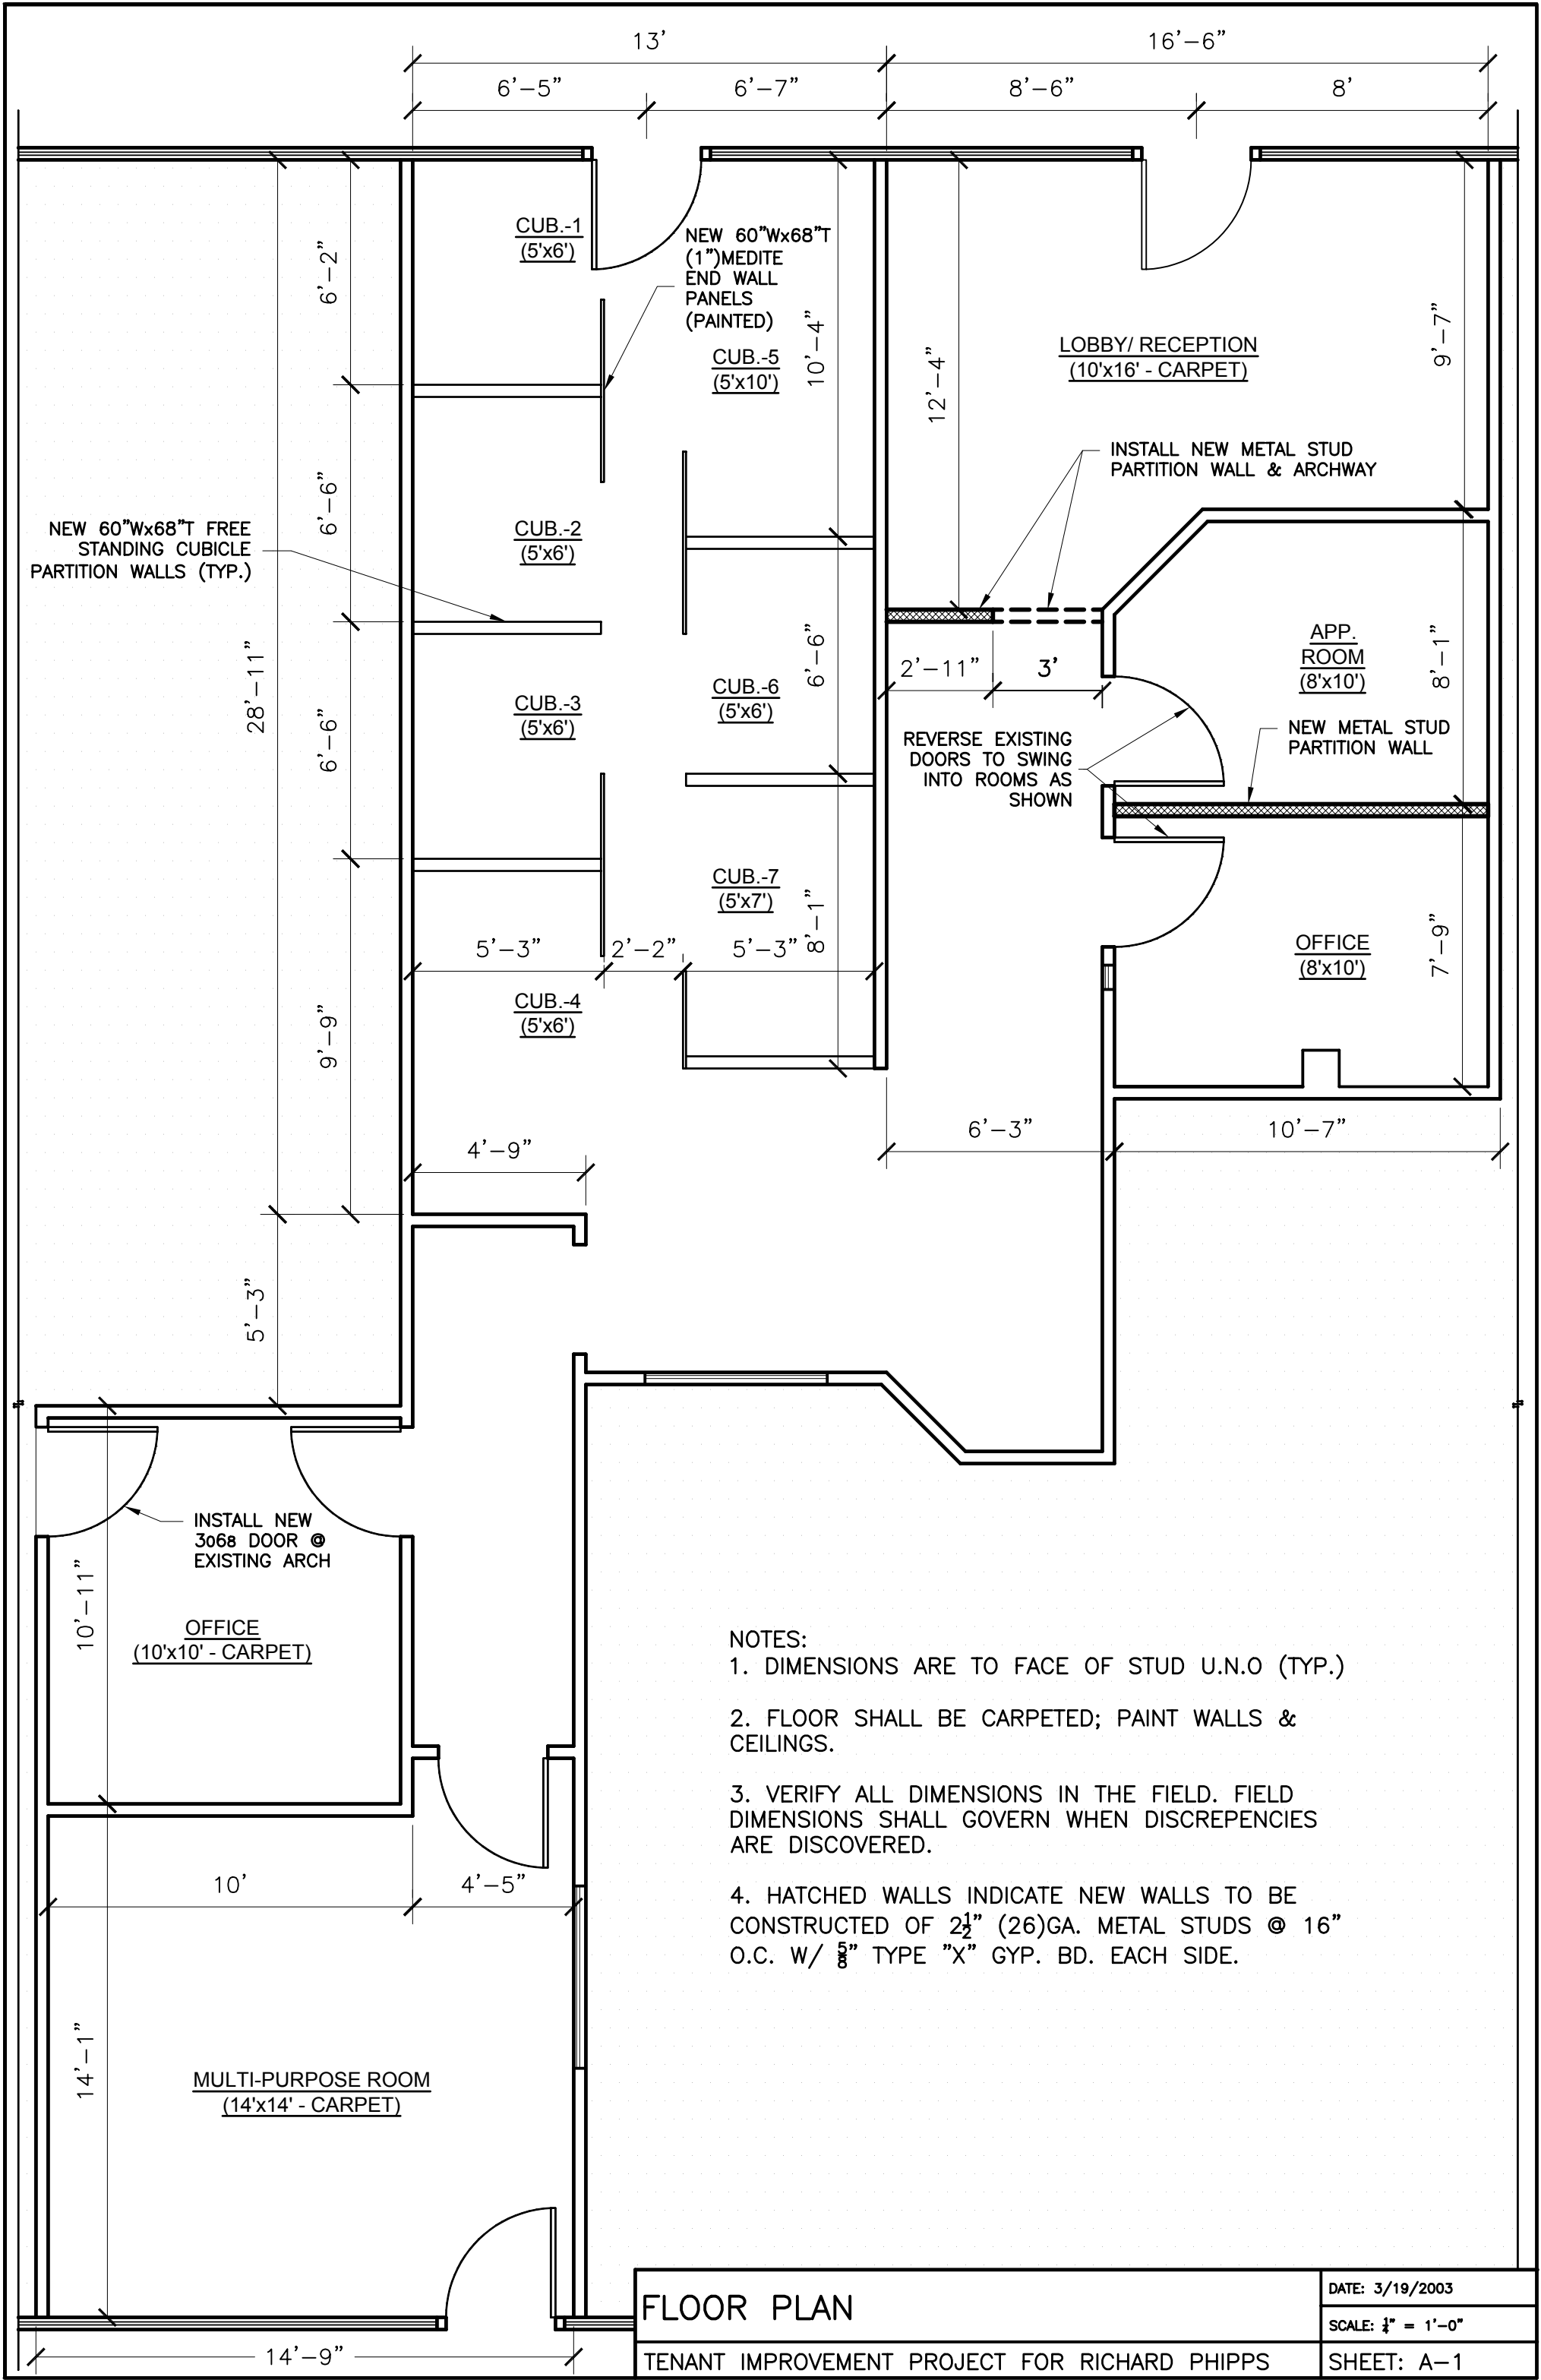 13'
16'-6"
6'-5"
6'-7"
8'-6"
8'
CUB.-1
(5'x6')
NEW 60"Wx68"T
(1")MEDITE
END WALL
PANELS
(PAINTED)
6'-2"
10'-4"
CUB.-5
(5'x10')
12'-4"
LOBBY/ RECEPTION
(10'x16' - CARPET)
9'-7"
INSTALL NEW METAL STUD
PARTITION WALL & ARCHWAY
NEW 60"Wx68"T FREE
STANDING CUBICLE
PARTITION WALLS (TYP.)
6'-6"
CUB.-2
(5'x6')
28'-11"
6'-6"
CUB.-3
(5'x6')
6'-6"
CUB.-6
(5'x6')
2'-11"
3'
APP.
ROOM
(8'x10')
8'-1"
REVERSE EXISTING
DOORS TO SWING
INTO ROOMS AS
SHOWN
NEW METAL STUD
PARTITION WALL
CUB.-7
(5'x7')
8'-1"
5'-3"
2'-2"
5'-3"
OFFICE
(8'x10')
7'-9"
9'-9"
CUB.-4
(5'x6')
6'-3"
10'-7"
4'-9"
5'-3"
INSTALL NEW
3068 DOOR @
EXISTING ARCH
10'-11"
OFFICE
(10'x10' - CARPET)
NOTES:
1. DIMENSIONS ARE TO FACE OF STUD U.N.O (TYP.)
2. FLOOR SHALL BE CARPETED; PAINT WALLS &
CEILINGS.
3. VERIFY ALL DIMENSIONS IN THE FIELD. FIELD
DIMENSIONS SHALL GOVERN WHEN DISCREPENCIES
ARE DISCOVERED.
4. HATCHED WALLS INDICATE NEW WALLS TO BE
CONSTRUCTED OF 2½" (26)GA. METAL STUDS @ 16"
O.C. W/ ⅝" TYPE "X" GYP. BD. EACH SIDE.
10'
4'-5"
14'-1"
MULTI-PURPOSE ROOM
(14'x14' - CARPET)
14'-9"
FLOOR PLAN
DATE: 3/19/2003
SCALE: ¼" = 1'-0"
TENANT IMPROVEMENT PROJECT FOR RICHARD PHIPPS
SHEET: A-1